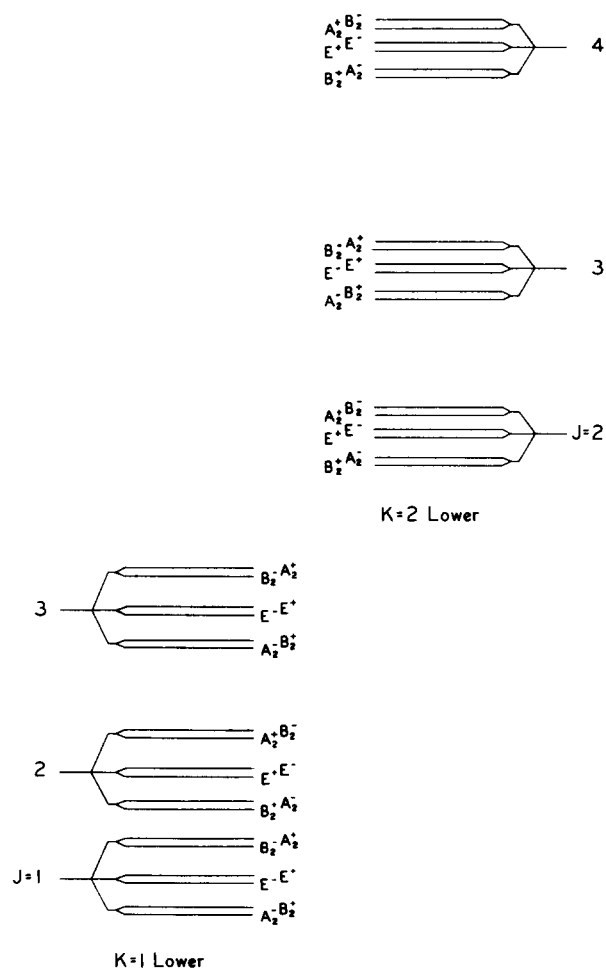 A₂⁺B₂⁻
E⁺E⁻
B₂⁺A₂⁻
4
B₂⁻A₂⁺
E⁻E⁺
A₂⁻B₂⁺
3
A₂⁺B₂⁻
E⁺E⁻
B₂⁺A₂⁻
J=2
K=2 Lower
3
B₂⁻A₂⁺
E⁻E⁺
A₂⁻B₂⁺
2
A₂⁺B₂⁻
E⁺E⁻
B₂⁺A₂⁻
J=1
B₂⁻A₂⁺
E⁻E⁺
A₂⁻B₂⁺
K=1 Lower